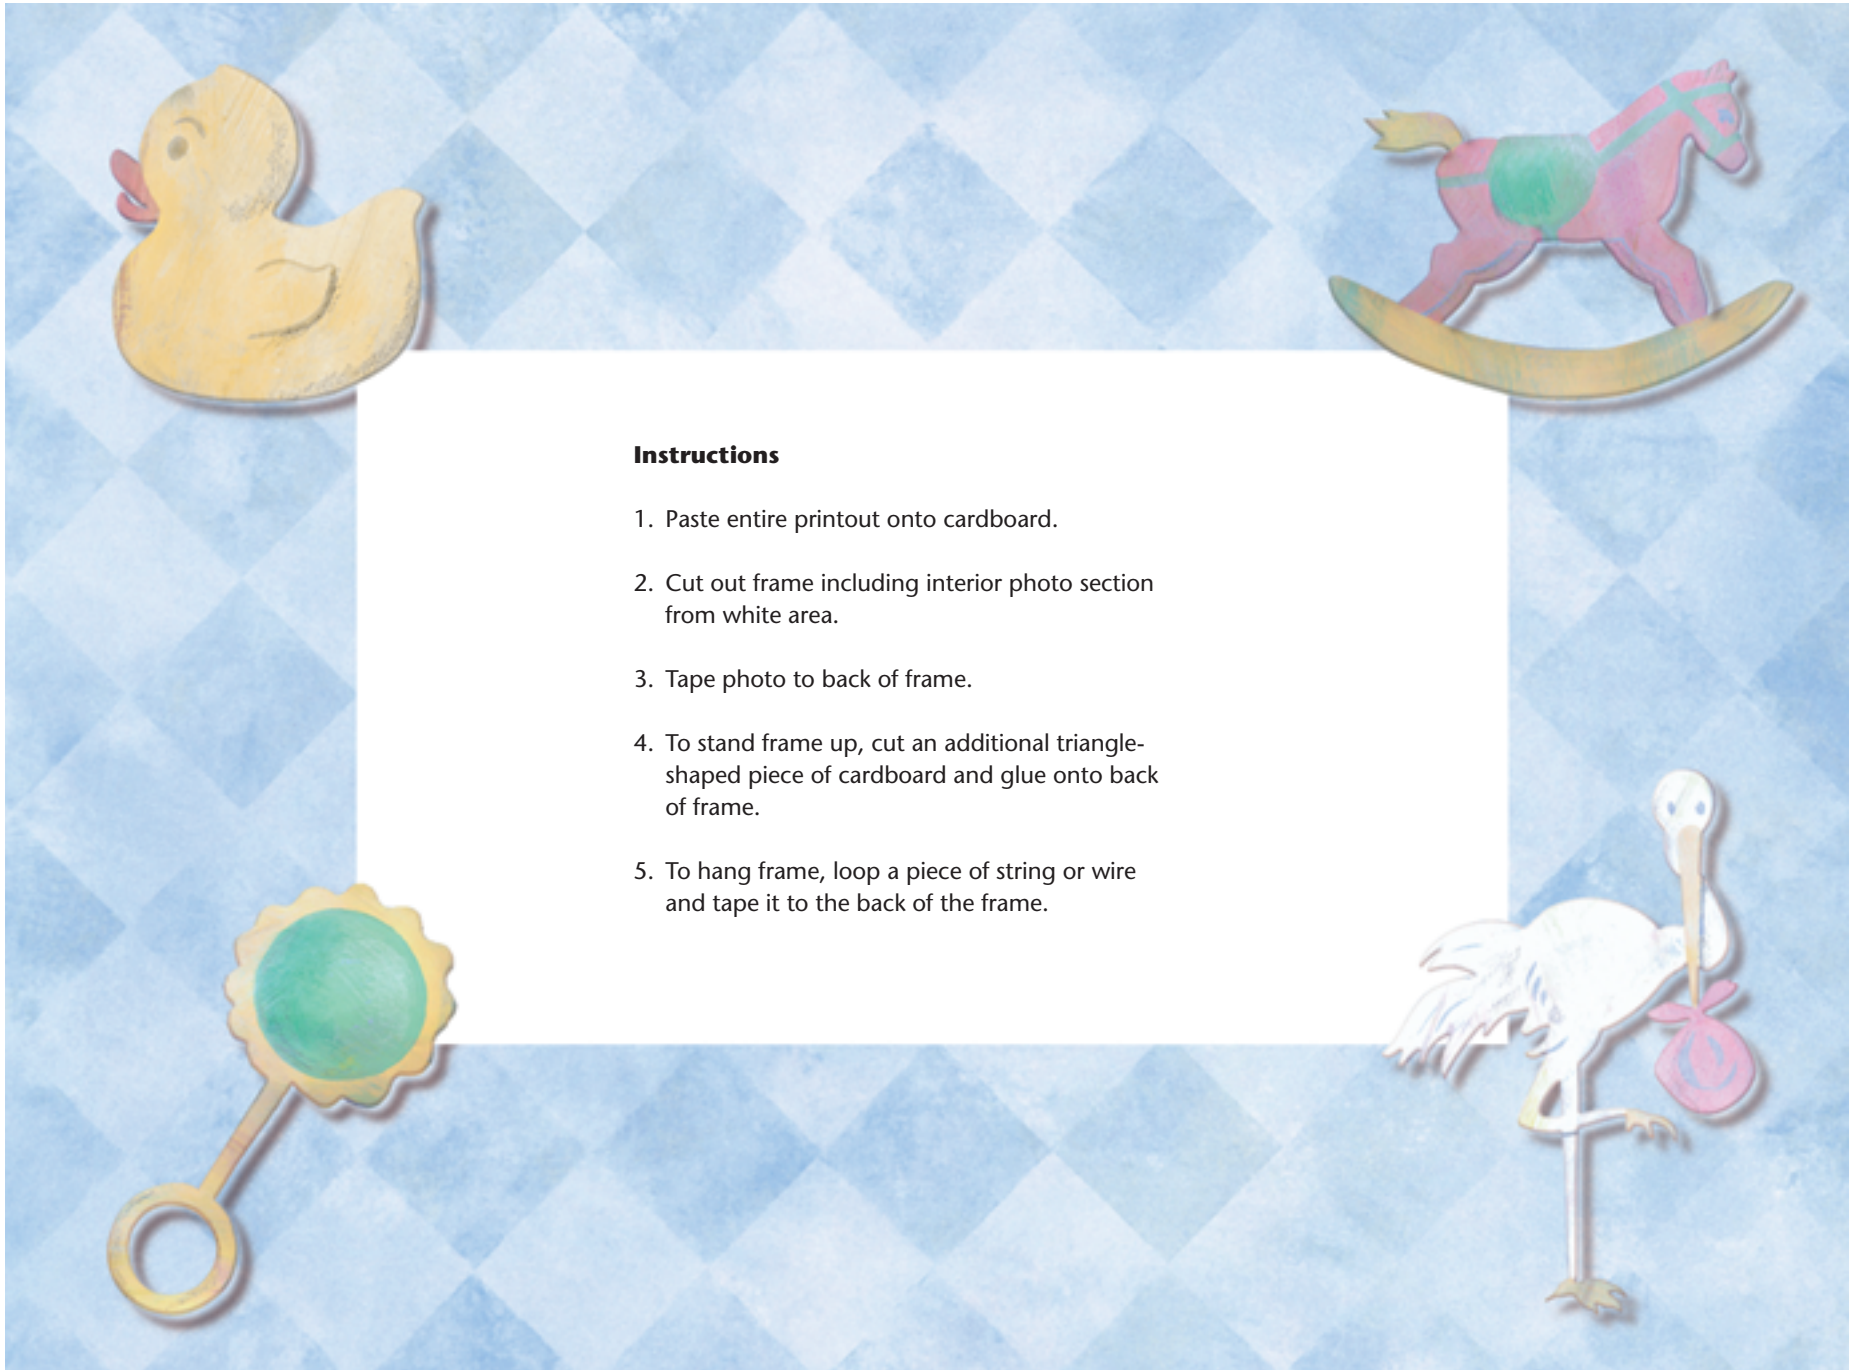 Instructions
1. Paste entire printout onto cardboard.
2. Cut out frame including interior photo section
from white area.
3. Tape photo to back of frame.
4. To stand frame up, cut an additional triangle-
shaped piece of cardboard and glue onto back
of frame.
5. To hang frame, loop a piece of string or wire
and tape it to the back of the frame.